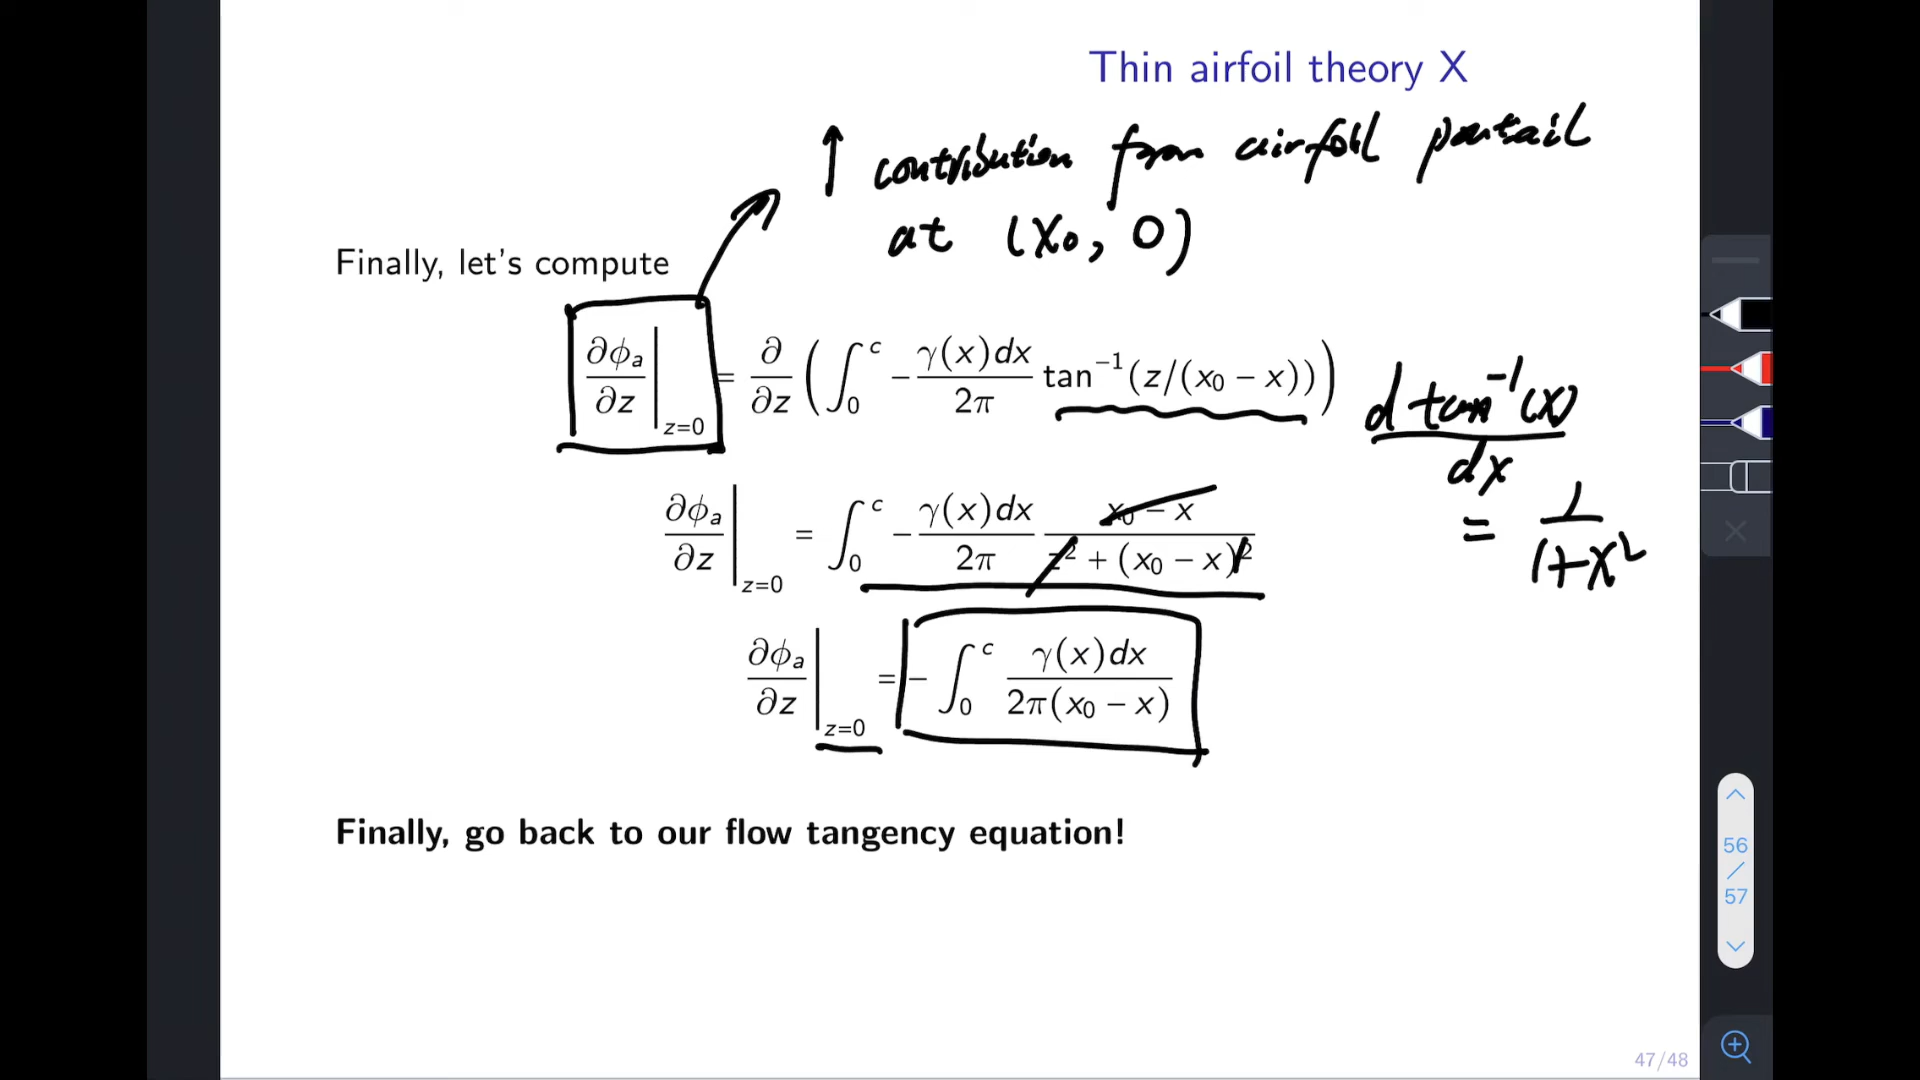 Thin airfoil theory X
↑ contribution from airfoil
at (x₀, 0)
Finally, let's compute
∂ϕₐ/∂z |_{z=0} = ∂/∂z ( ∫₀ᶜ − γ(x)dx/2π tan⁻¹(z/(x₀ − x)) )
d tan⁻¹(x)/dx
= 1/(1+x²)
∂ϕₐ/∂z |_{z=0} = ∫₀ᶜ − γ(x)dx/2π (x₀ − x)/(z² + (x₀ − x)²)
∂ϕₐ/∂z |_{z=0} = − ∫₀ᶜ γ(x)dx/2π(x₀ − x)
Finally, go back to our flow tangency equation!
56
/
57
47/48